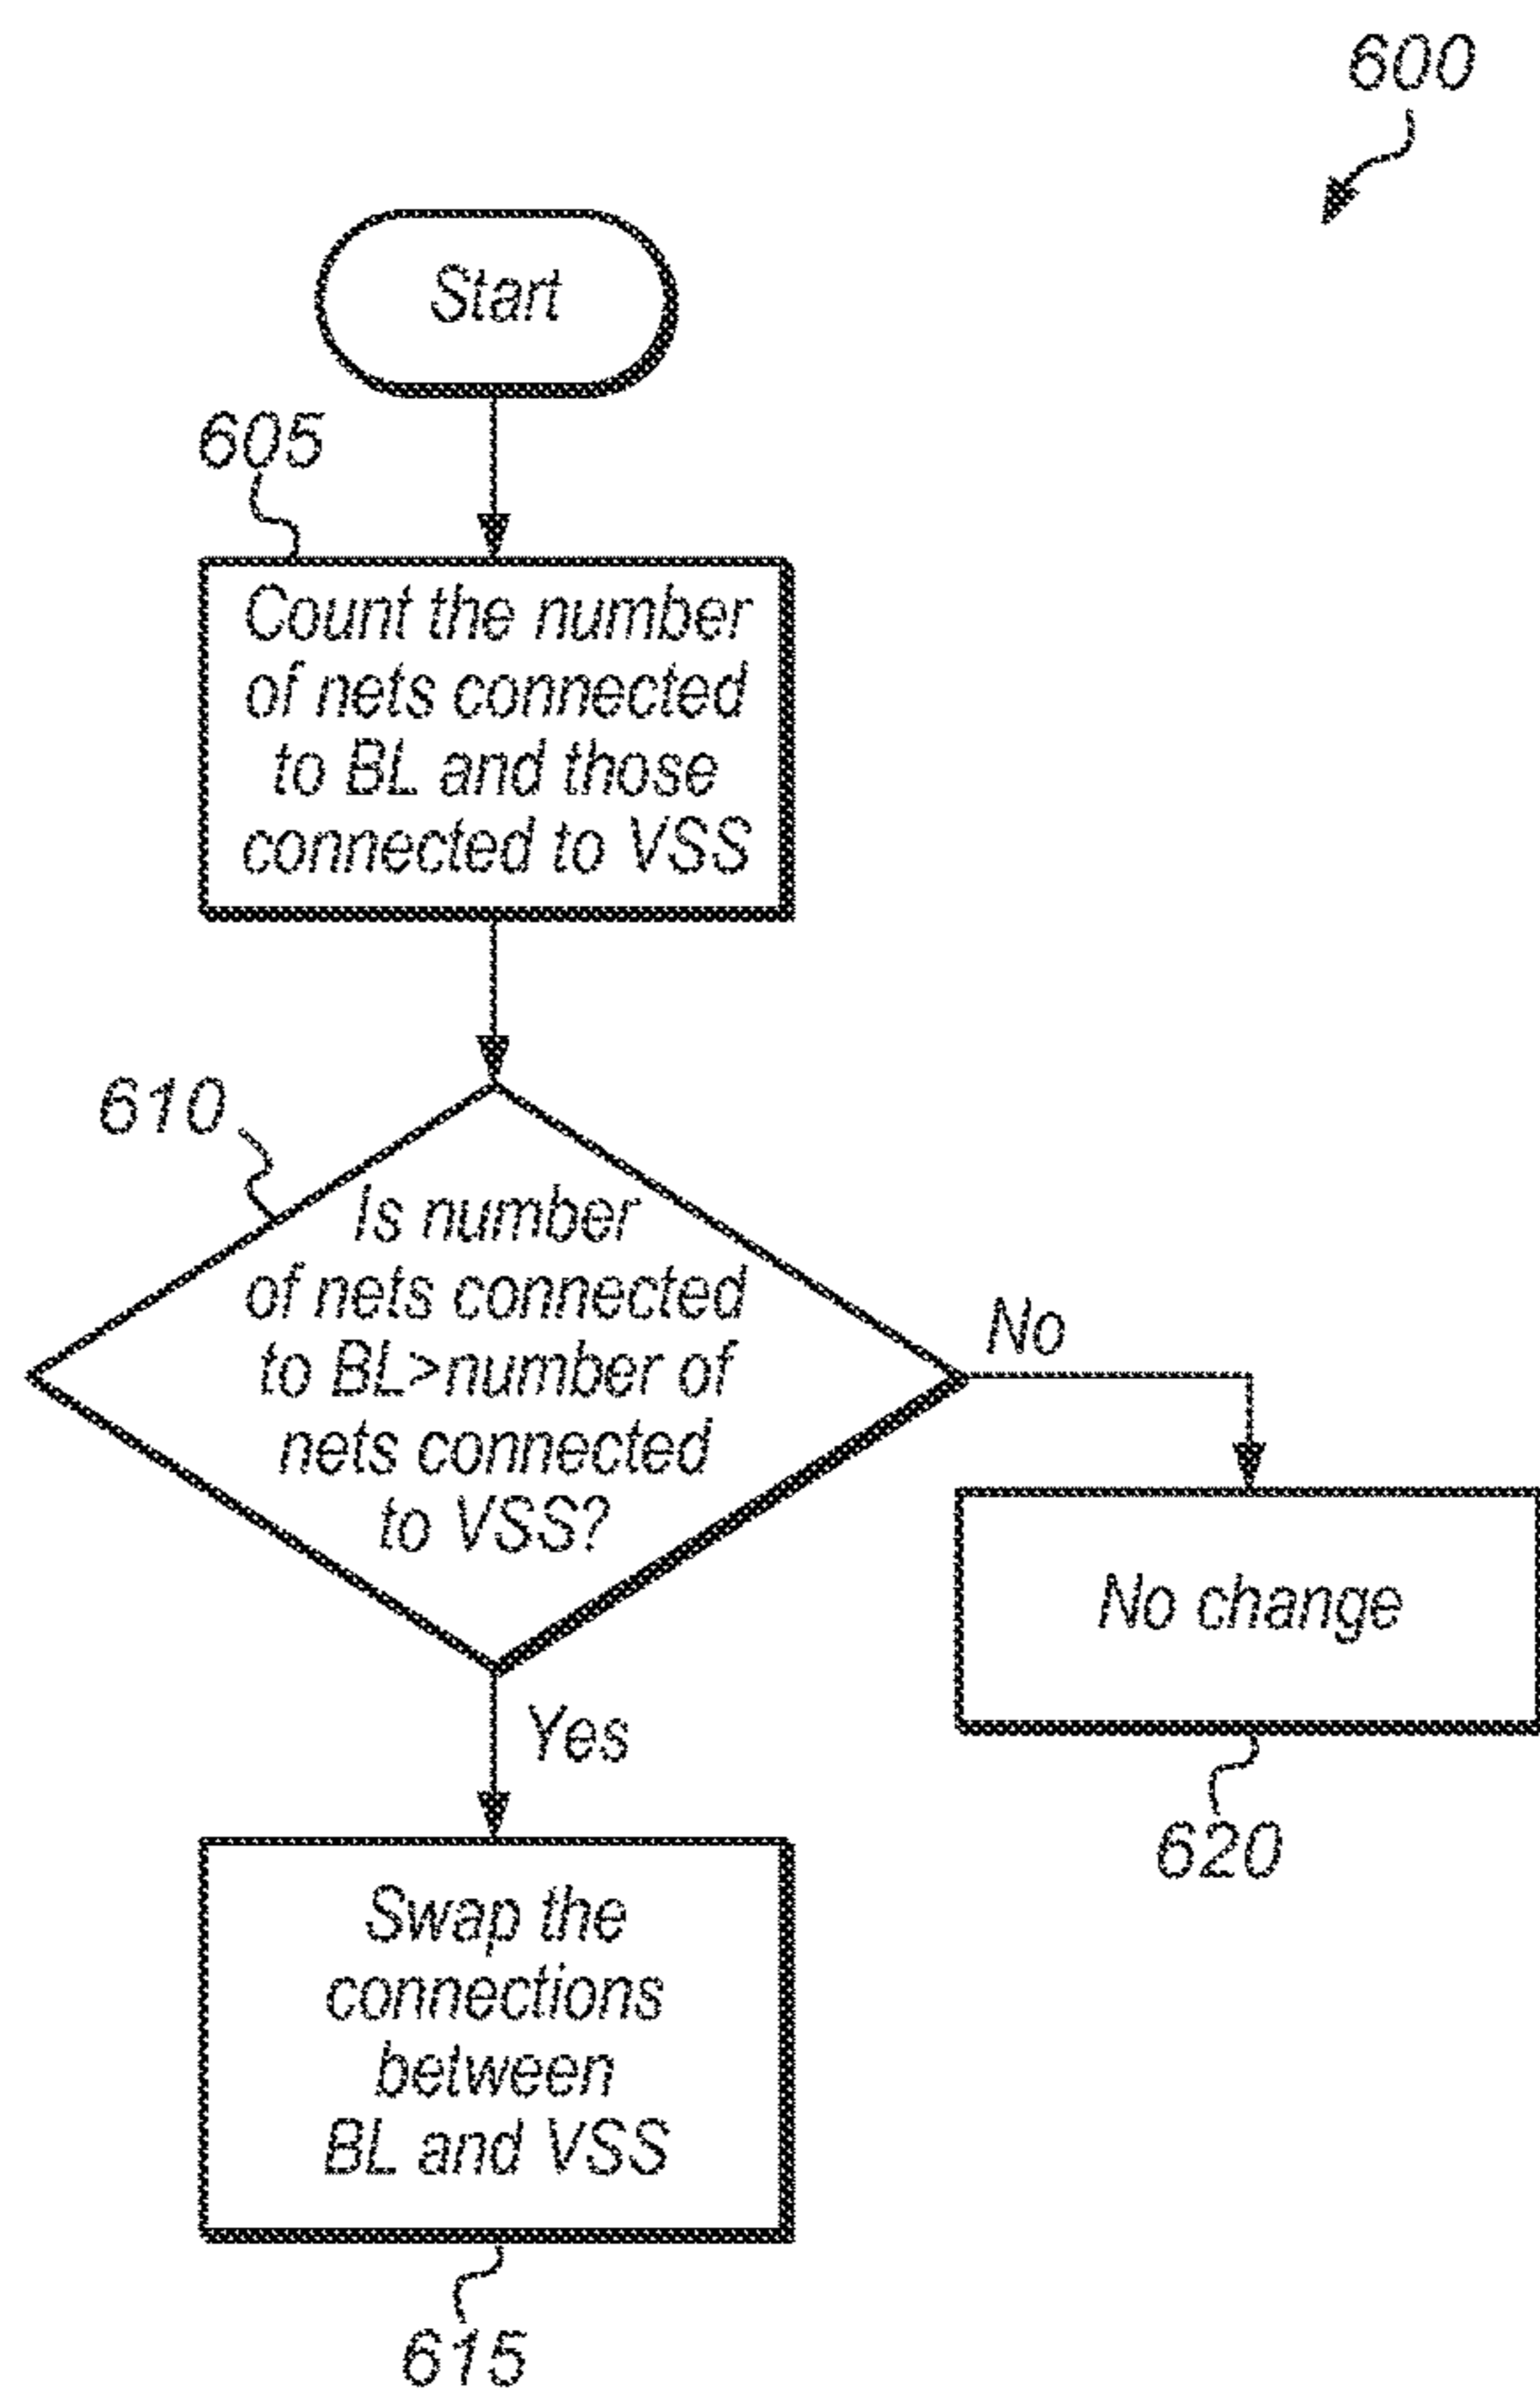 600
Start
605
Count the number
of nets connected
to BL and those
connected to VSS
610
Is number
of nets connected
to BL>number of
nets connected
to VSS?
No
No change
620
Yes
Swap the
connections
between
BL and VSS
615